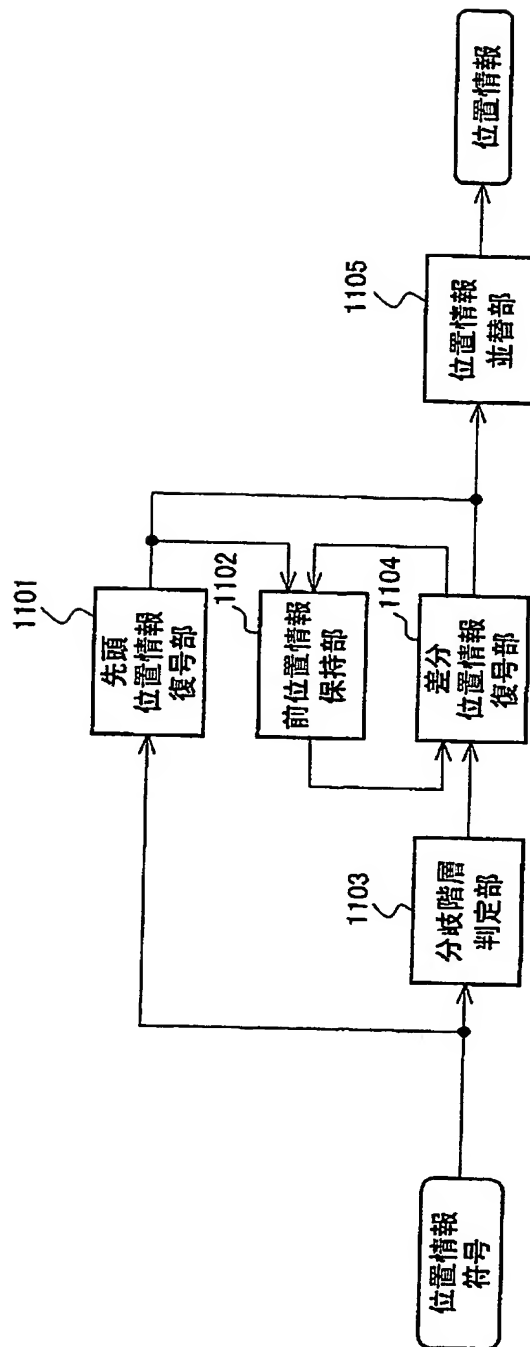 位置情報
符号
1101
先頭
位置情報
復号部
1102
前位置情報
保持部
1103
分岐階層
判定部
1104
差分
位置情報
復号部
1105
位置情報
並替部
位置情報